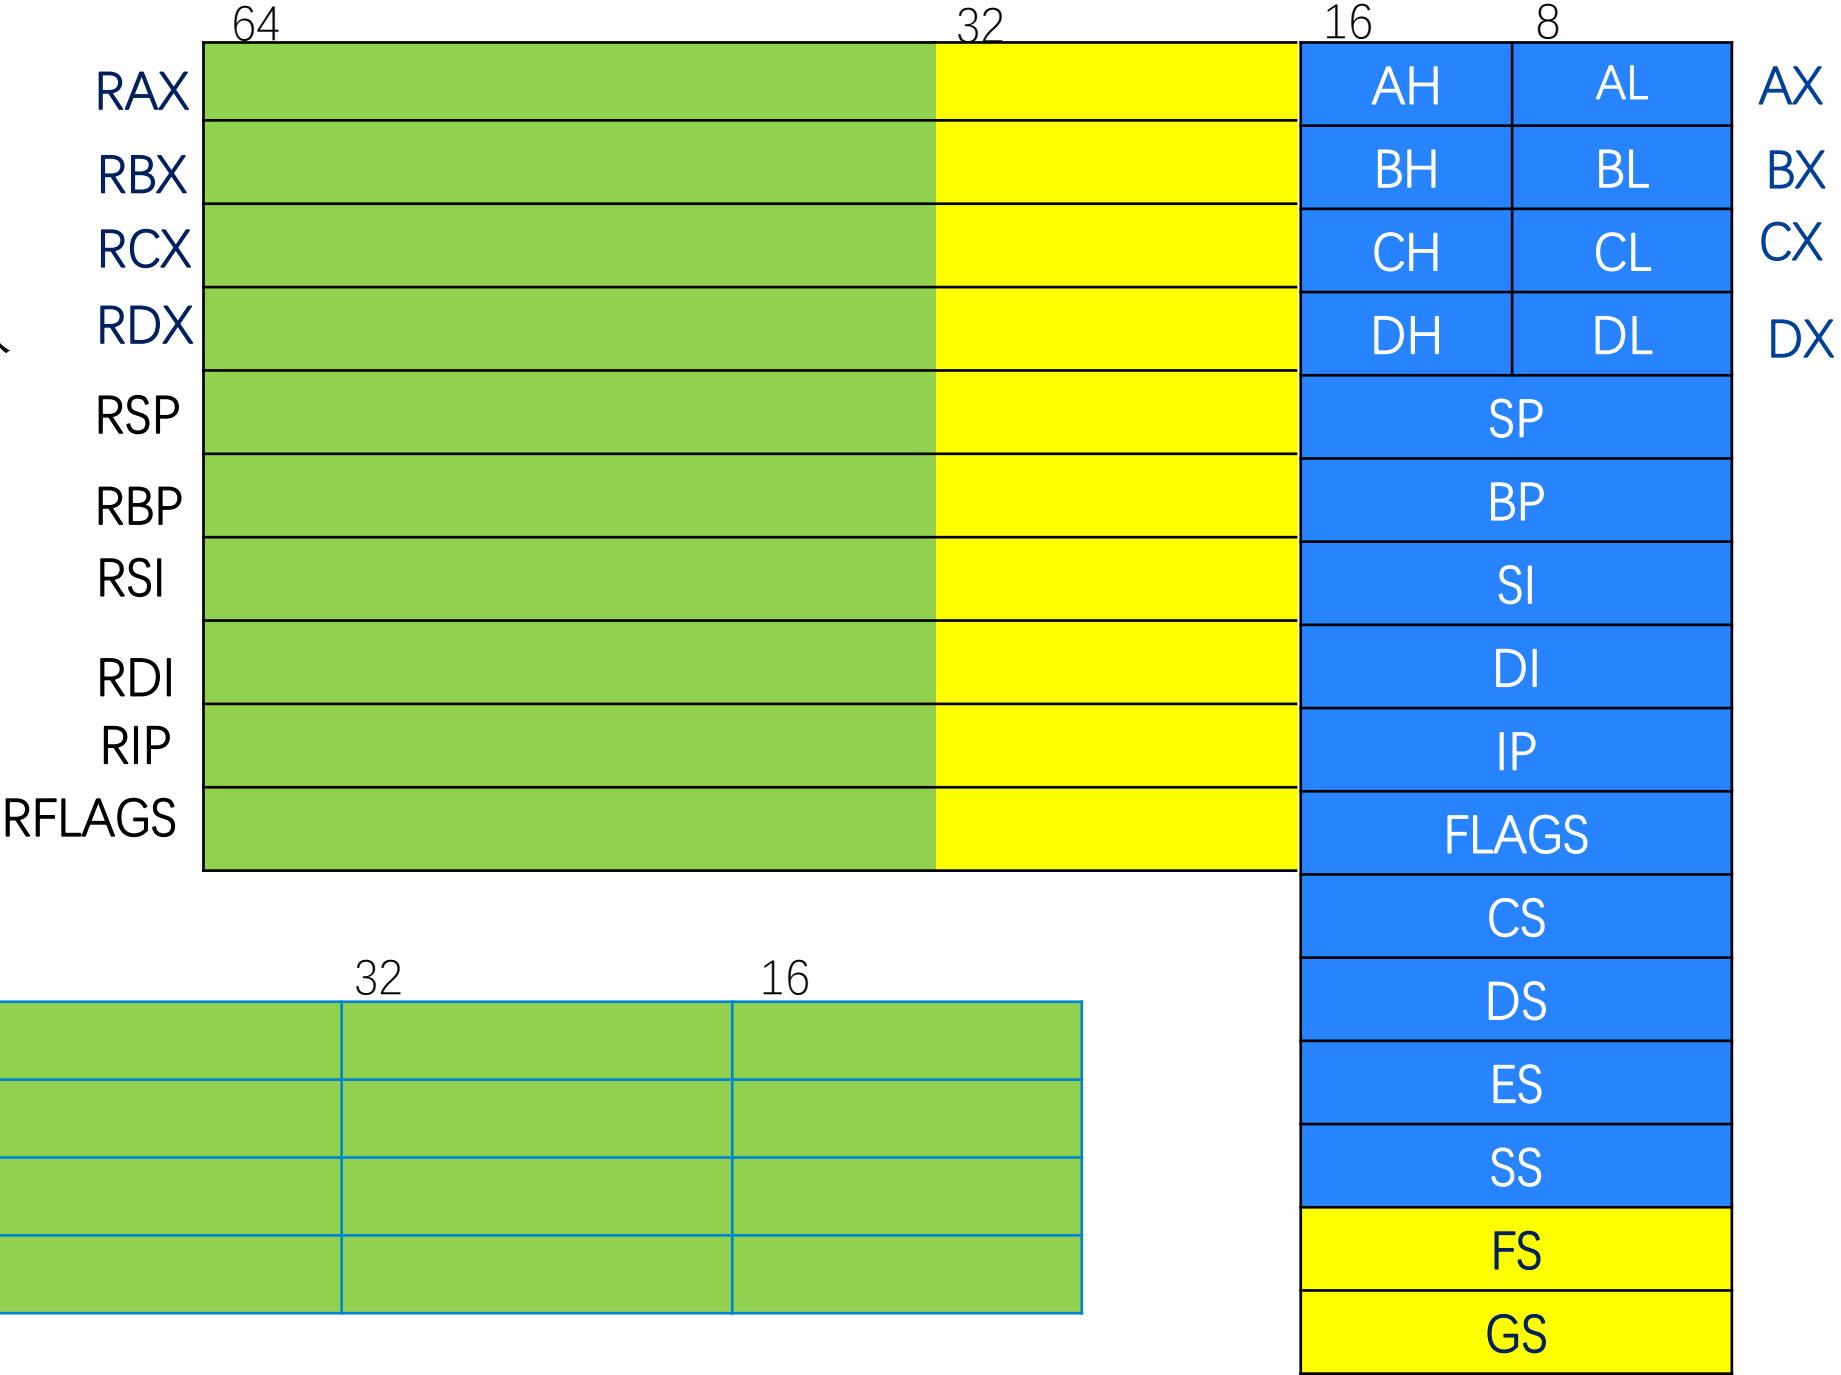 64 32 16 8
RAX AH AL AX
RBX BH BL BX
RCX CH CL CX
RDX DH DL DX
RSP SP
RBP BP
RSI SI
RDI DI
RIP IP
RFLAGS FLAGS
CS
32 16
DS
ES
SS
FS
GS